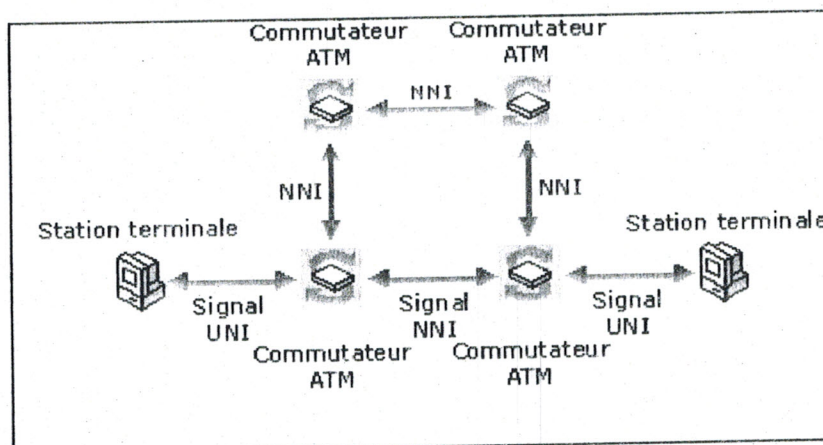 Commutateur
ATM
Commutateur
ATM
NNI
NNI
NNI
Station terminale
Station terminale
Signal
UNI
Signal
NNI
Signal
UNI
Commutateur
ATM
Commutateur
ATM